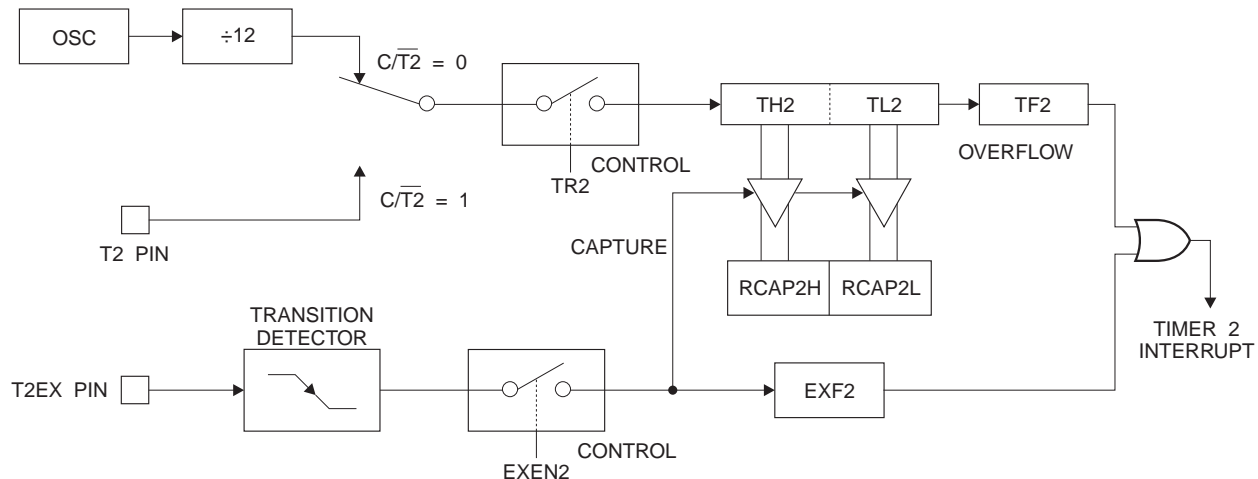 OSC
÷12
C/T2̅ = 0
TH2
TL2
TF2
OVERFLOW
CONTROL
TR2
C/T2̅ = 1
T2 PIN
CAPTURE
RCAP2H
RCAP2L
TRANSITION
DETECTOR
TIMER 2
INTERRUPT
T2EX PIN
EXF2
CONTROL
EXEN2